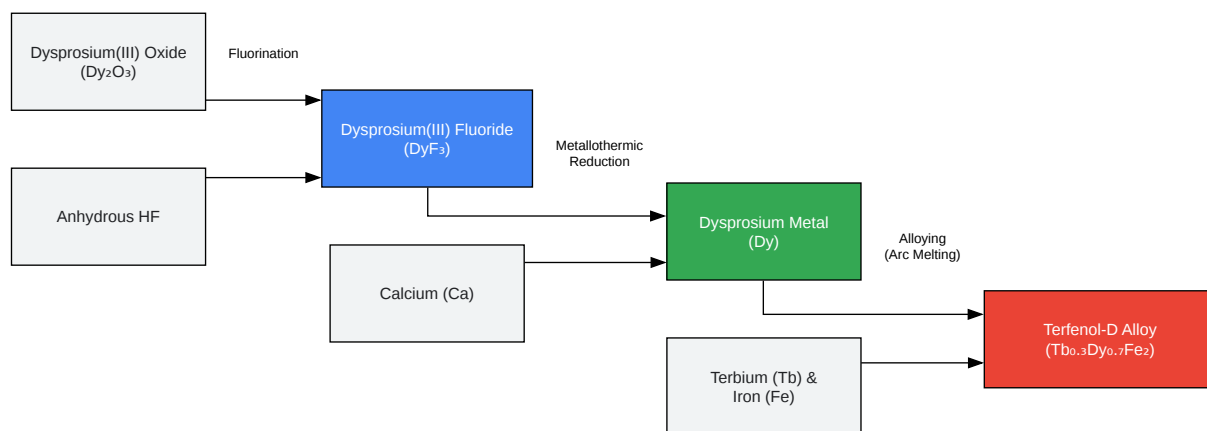 Dysprosium(III) Oxide
(Dy₂O₃)
Fluorination
Dysprosium(III) Fluoride
(DyF₃)
Anhydrous HF
Metallothermic
Reduction
Dysprosium Metal
(Dy)
Calcium (Ca)
Alloying
(Arc Melting)
Terfenol-D Alloy
(Tb₀.₃Dy₀.₇Fe₂)
Terbium (Tb) &
Iron (Fe)